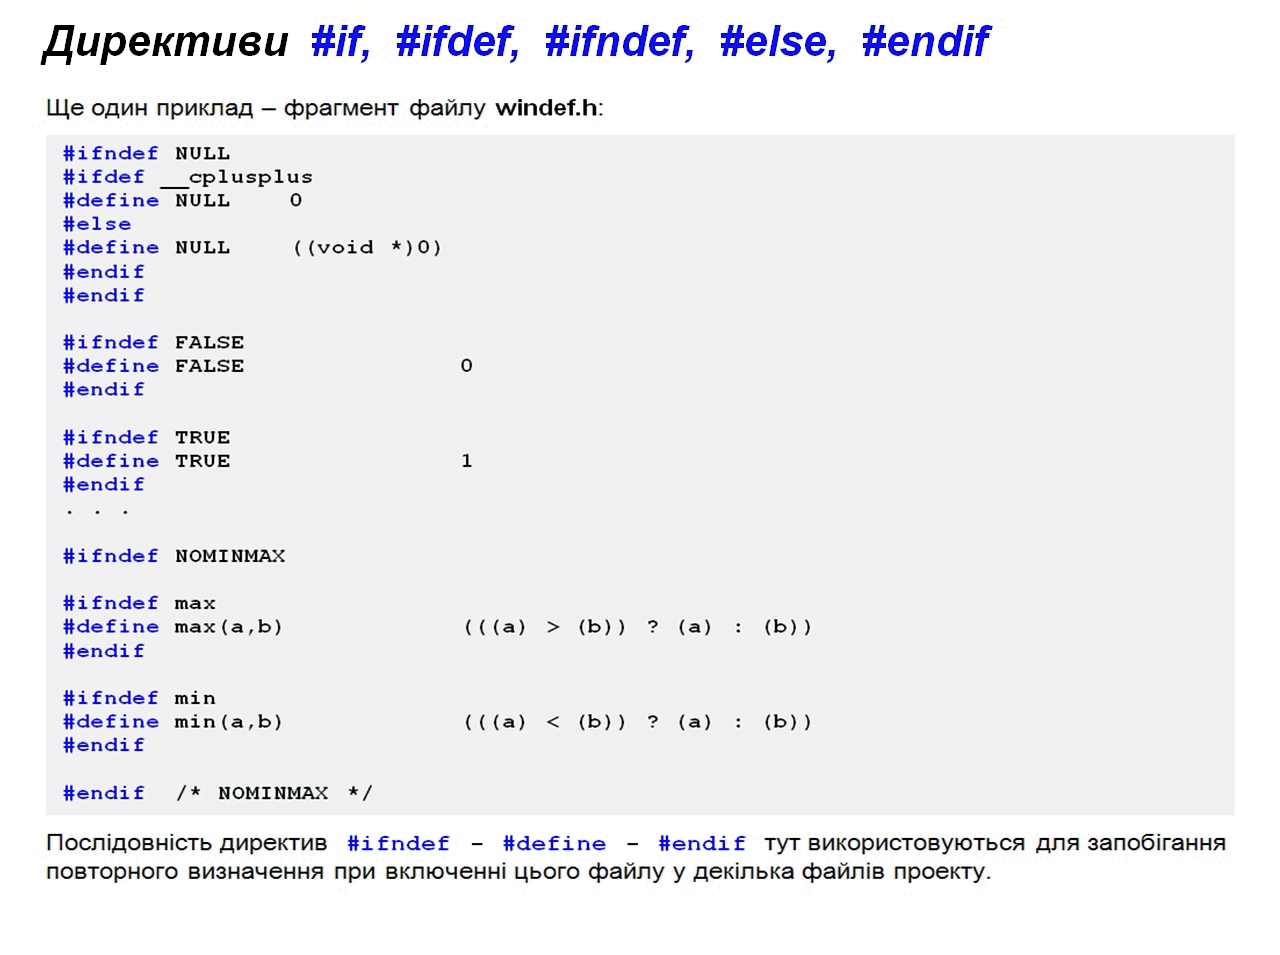 Директиви #if, #ifdef, #ifndef, #else, #endif
Ще один приклад – фрагмент файлу windef.h:
#ifndef NULL
#ifdef __cplusplus
#define NULL    0
#else
#define NULL    ((void *)0)
#endif
#endif
#ifndef FALSE
#define FALSE               0
#endif
#ifndef TRUE
#define TRUE                1
#endif
. . .
#ifndef NOMINMAX
#ifndef max
#define max(a,b)            (((a) > (b)) ? (a) : (b))
#endif
#ifndef min
#define min(a,b)            (((a) < (b)) ? (a) : (b))
#endif
#endif  /* NOMINMAX */
Послідовність директив #ifndef – #define – #endif тут використовуються для запобігання
повторного визначення при включенні цього файлу у декілька файлів проекту.